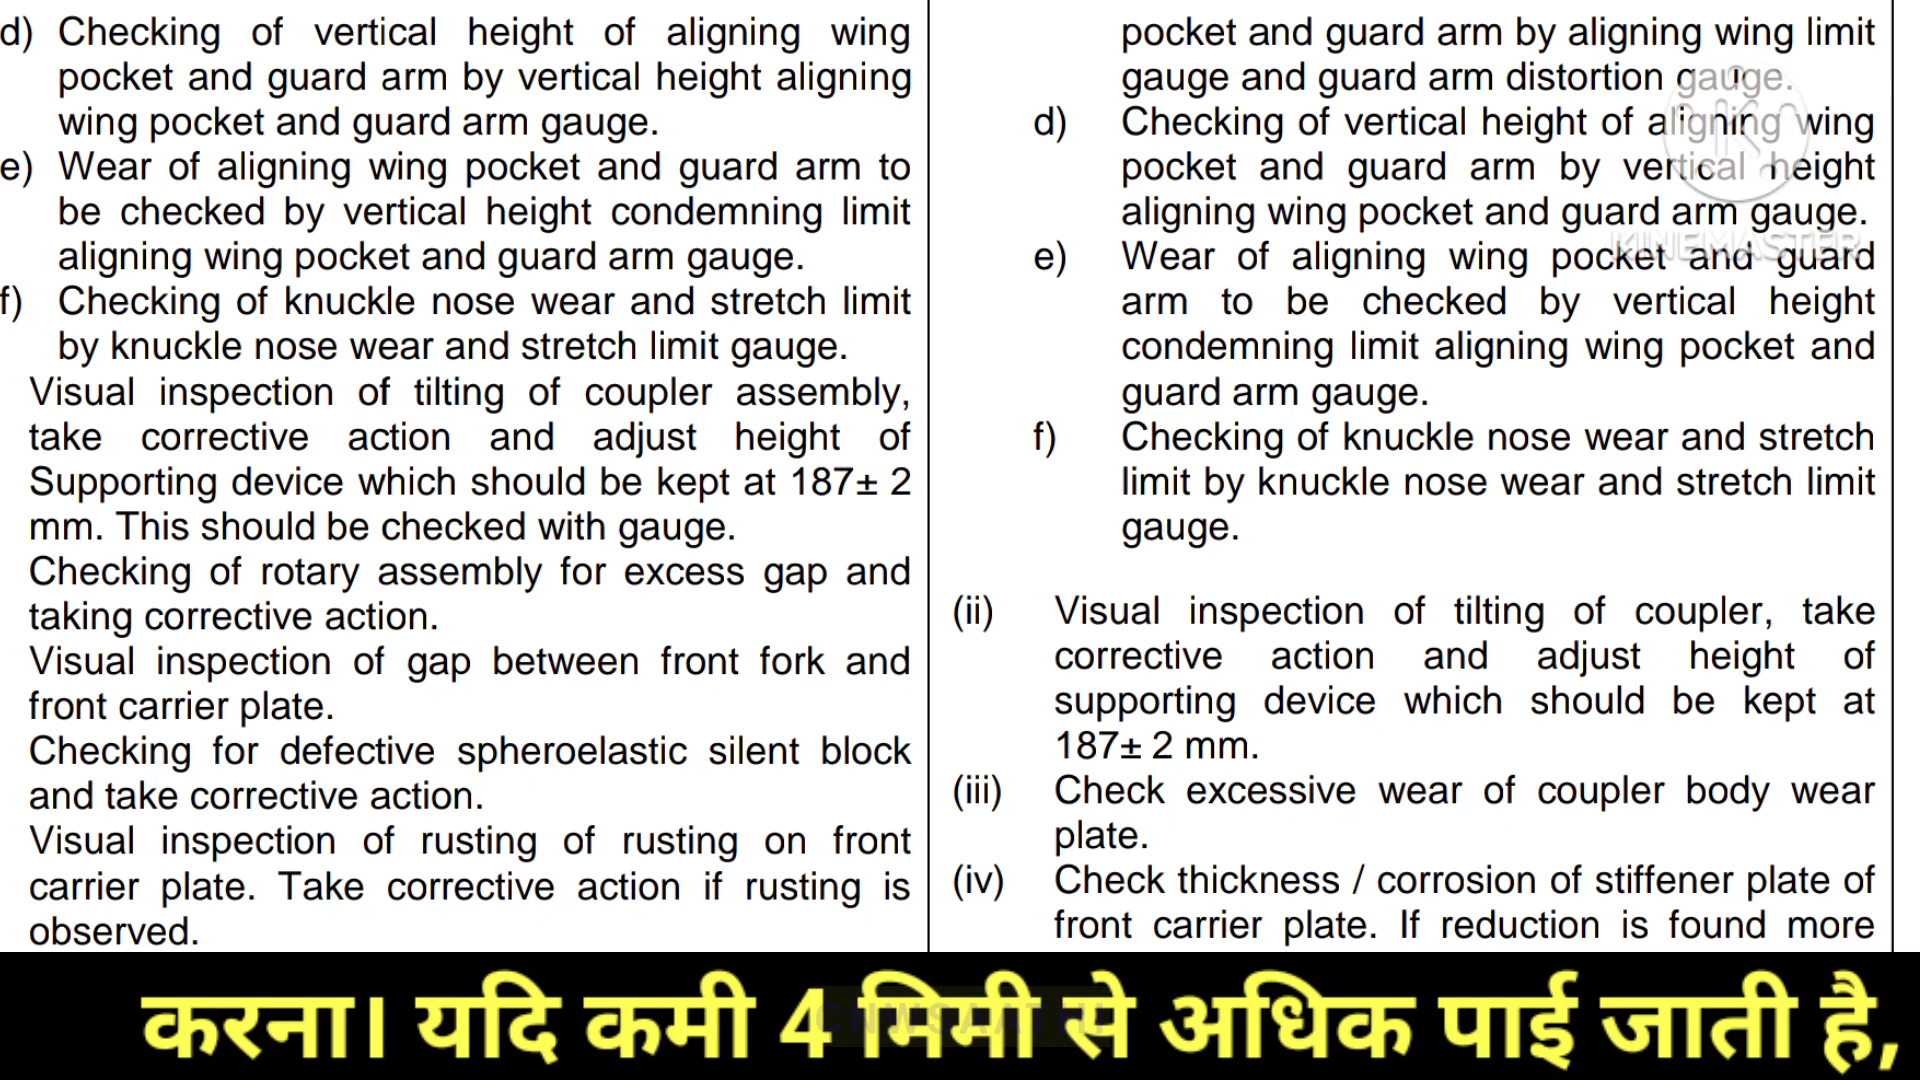 d) Checking of vertical height of aligning wing
pocket and guard arm by vertical height aligning
wing pocket and guard arm gauge.
e) Wear of aligning wing pocket and guard arm to
be checked by vertical height condemning limit
aligning wing pocket and guard arm gauge.
f) Checking of knuckle nose wear and stretch limit
by knuckle nose wear and stretch limit gauge.
Visual inspection of tilting of coupler assembly,
take corrective action and adjust height of
Supporting device which should be kept at 187± 2
mm. This should be checked with gauge.
Checking of rotary assembly for excess gap and
taking corrective action.
Visual inspection of gap between front fork and
front carrier plate.
Checking for defective spheroelastic silent block
and take corrective action.
Visual inspection of rusting of rusting on front
carrier plate. Take corrective action if rusting is
observed.
pocket and guard arm by aligning wing limit
gauge and guard arm distortion gauge.
d) Checking of vertical height of aligning wing
pocket and guard arm by vertical height
aligning wing pocket and guard arm gauge.
e) Wear of aligning wing pocket and guard
arm to be checked by vertical height
condemning limit aligning wing pocket and
guard arm gauge.
f) Checking of knuckle nose wear and stretch
limit by knuckle nose wear and stretch limit
gauge.
(ii) Visual inspection of tilting of coupler, take
corrective action and adjust height of
supporting device which should be kept at
187± 2 mm.
(iii) Check excessive wear of coupler body wear
plate.
(iv) Check thickness / corrosion of stiffener plate of
front carrier plate. If reduction is found more
KINEMASTER
करना। यदि कमी 4 मिमी से अधिक पाई जाती है,
CNWSAATHI